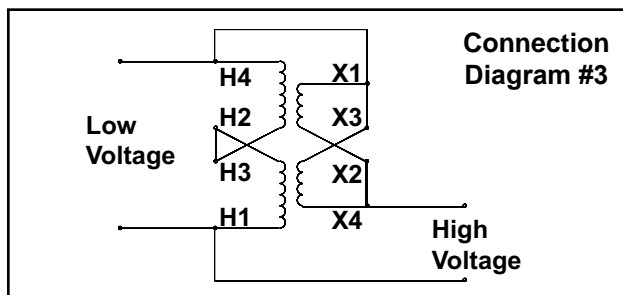 Connection
Diagram #3
H4
X1
Low
Voltage
H2
X3
H3
X2
H1
X4
High
Voltage